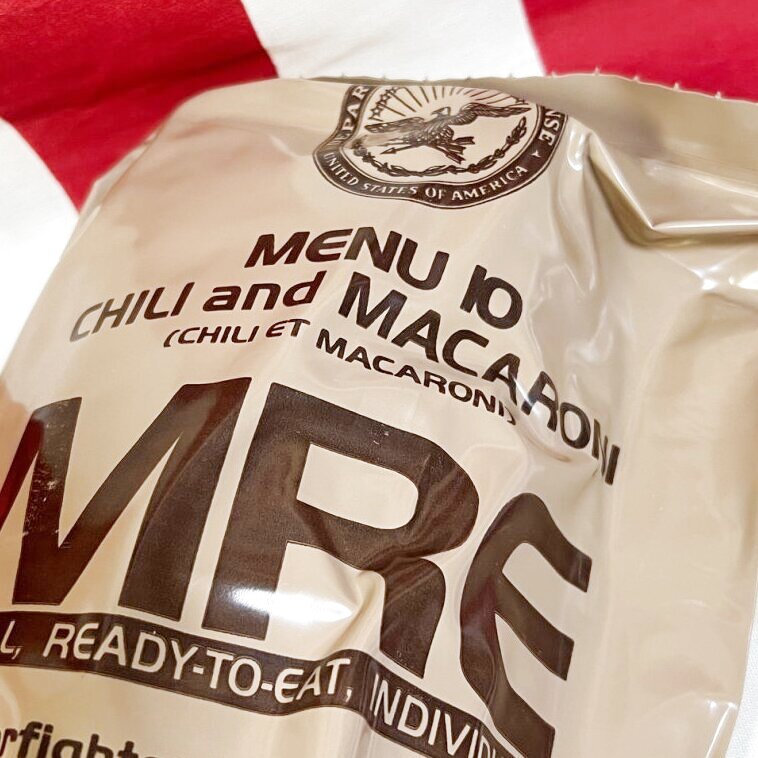 UNITED STATES OF AMERICA
MENU 10
CHILI and MACARONI
(CHILI ET MACARONI)
MRE
READY-TO-EAT,